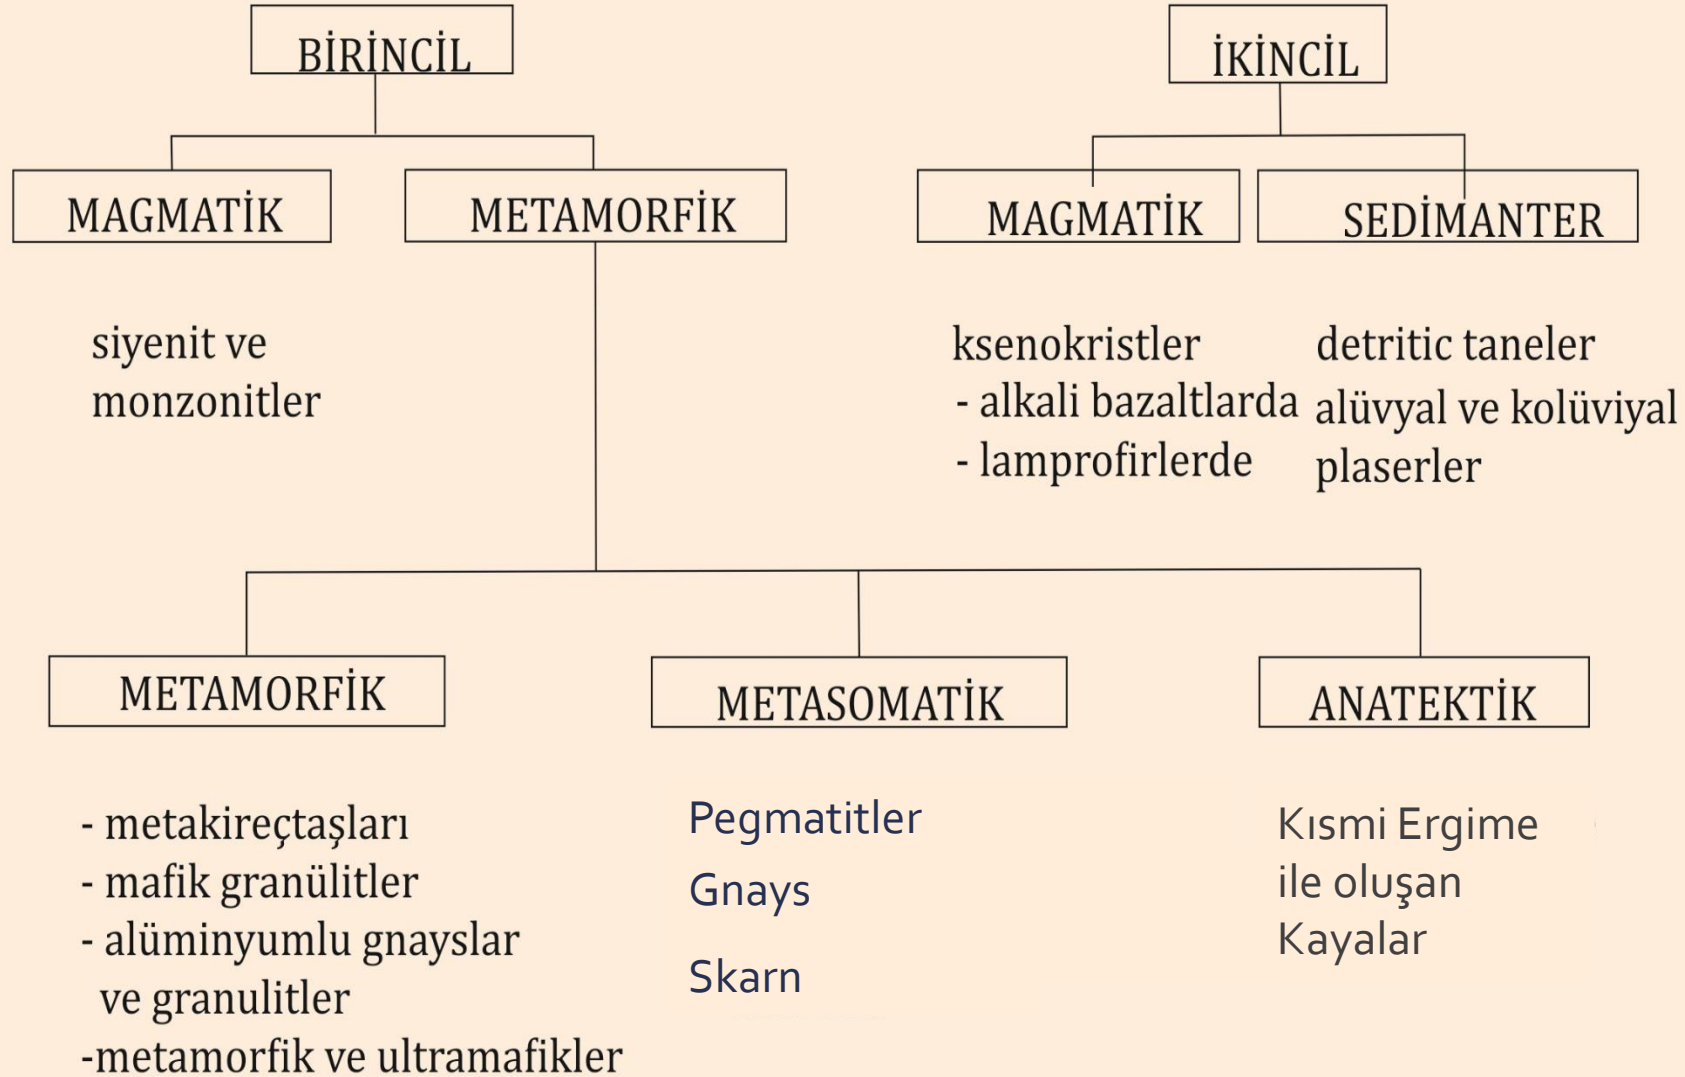 BİRİNCİL
İKİNCİL
MAGMATİK
METAMORFİK
MAGMATİK
SEDİMANTER
siyenit ve
monzonitler
ksenokristler
- alkali bazaltlarda
- lamprofirlerde
detritic taneler
alüvyal ve kolüviyal
plaserler
METAMORFİK
METASOMATİK
ANATEKTİK
- metakireçtaşları
- mafik granülitler
- alüminyumlu gnayslar
ve granulitler
-metamorfik ve ultramafikler
Pegmatitler
Gnays
Skarn
Kısmi Ergime
ile oluşan
Kayalar